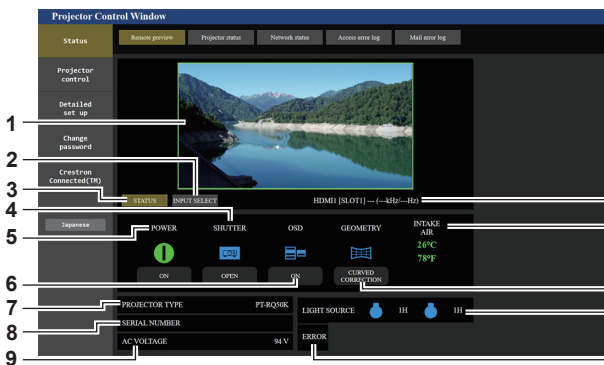 Projector Control Window
Status
Remote preview
Projector status
Network status
Access error log
Mail error log
Projector
control
Detailed
set up
Change
password
Crestron
Connected(TM)
Japanese
1
2
3
4
5
6
7
8
9
STATUS
INPUT SELECT
HDMI1 [SLOT1] --- (---kHz/---Hz)
POWER
SHUTTER
OSD
GEOMETRY
INTAKE
AIR
26°C
78°F
ON
OPEN
ON
CURVED
CORRECTION
PROJECTOR TYPE PT-RQ50K
SERIAL NUMBER
AC VOLTAGE 94 V
LIGHT SOURCE 1H 1H
ERROR